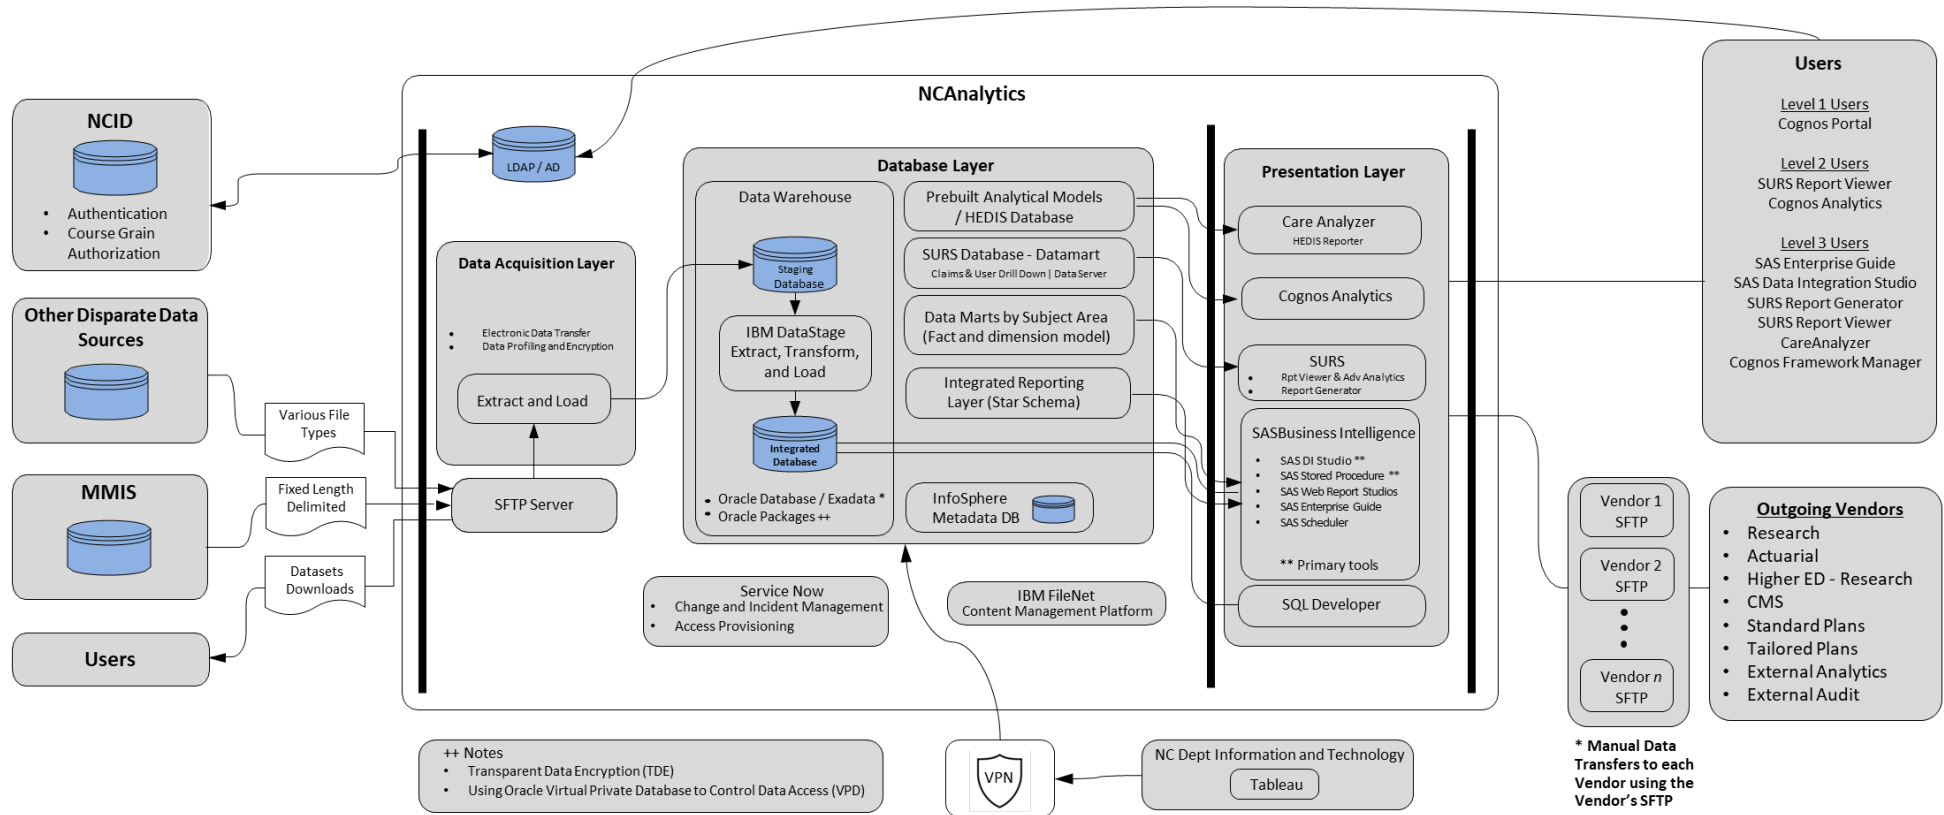 NCAnalytics
NCID
Authentication
Course Grain
Authorization
Other Disparate Data
Sources
MMIS
Users
Various File
Types
Fixed Length
Delimited
Datasets
Downloads
LDAP / AD
Data Acquisition Layer
Electronic Data Transfer
Data Profiling and Encryption
Extract and Load
SFTP Server
Database Layer
Data Warehouse
Staging
Database
IBM DataStage
Extract, Transform,
and Load
Integrated
Database
Oracle Database / Exadata *
Oracle Packages ++
Prebuilt Analytical Models
/ HEDIS Database
SURS Database - Datamart
Claims & User Drill Down | Data Server
Data Marts by Subject Area
(Fact and dimension model)
Integrated Reporting
Layer (Star Schema)
InfoSphere
Metadata DB
Service Now
Change and Incident Management
Access Provisioning
IBM FileNet
Content Management Platform
Presentation Layer
Care Analyzer
HEDIS Reporter
Cognos Analytics
SURS
Rpt Viewer & Adv Analytics
Report Generator
SASBusiness Intelligence
SAS DI Studio **
SAS Stored Procedure **
SAS Web Report Studios
SAS Enterprise Guide
SAS Scheduler
** Primary tools
SQL Developer
Users
Level 1 Users
Cognos Portal
Level 2 Users
SURS Report Viewer
Cognos Analytics
Level 3 Users
SAS Enterprise Guide
SAS Data Integration Studio
SURS Report Generator
SURS Report Viewer
CareAnalyzer
Cognos Framework Manager
Vendor 1
SFTP
Vendor 2
SFTP
Vendor n
SFTP
Outgoing Vendors
Research
Actuarial
Higher ED - Research
CMS
Standard Plans
Tailored Plans
External Analytics
External Audit
* Manual Data
Transfers to each
Vendor using the
Vendor's SFTP
++ Notes
Transparent Data Encryption (TDE)
Using Oracle Virtual Private Database to Control Data Access (VPD)
VPN
NC Dept Information and Technology
Tableau